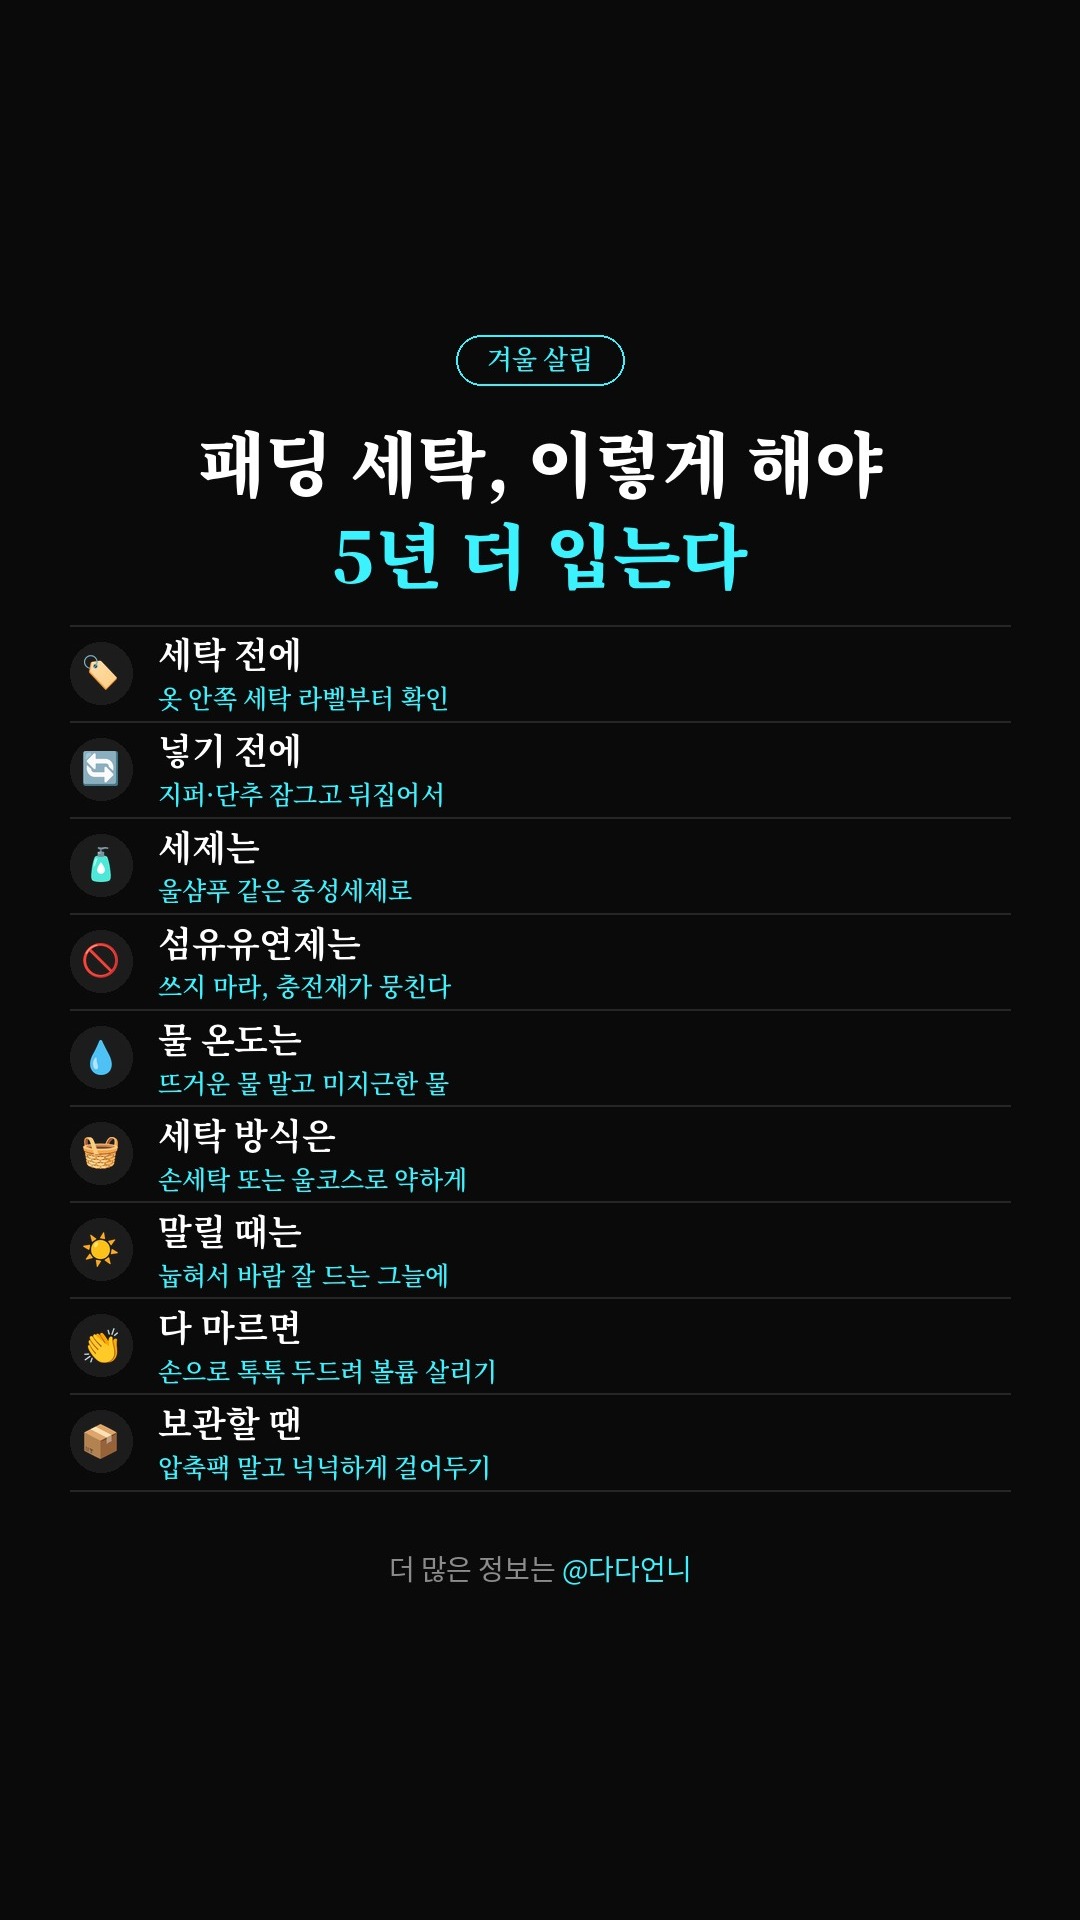 겨울 살림
패딩 세탁, 이렇게 해야
5년 더 입는다
세탁 전에
옷 안쪽 세탁 라벨부터 확인
넣기 전에
지퍼·단추 잠그고 뒤집어서
세제는
울샴푸 같은 중성세제로
섬유유연제는
쓰지 마라, 충전재가 뭉친다
물 온도는
뜨거운 물 말고 미지근한 물
세탁 방식은
손세탁 또는 울코스로 약하게
말릴 때는
눕혀서 바람 잘 드는 그늘에
다 마르면
손으로 톡톡 두드려 볼륨 살리기
보관할 땐
압축팩 말고 넉넉하게 걸어두기
더 많은 정보는 @다다언니